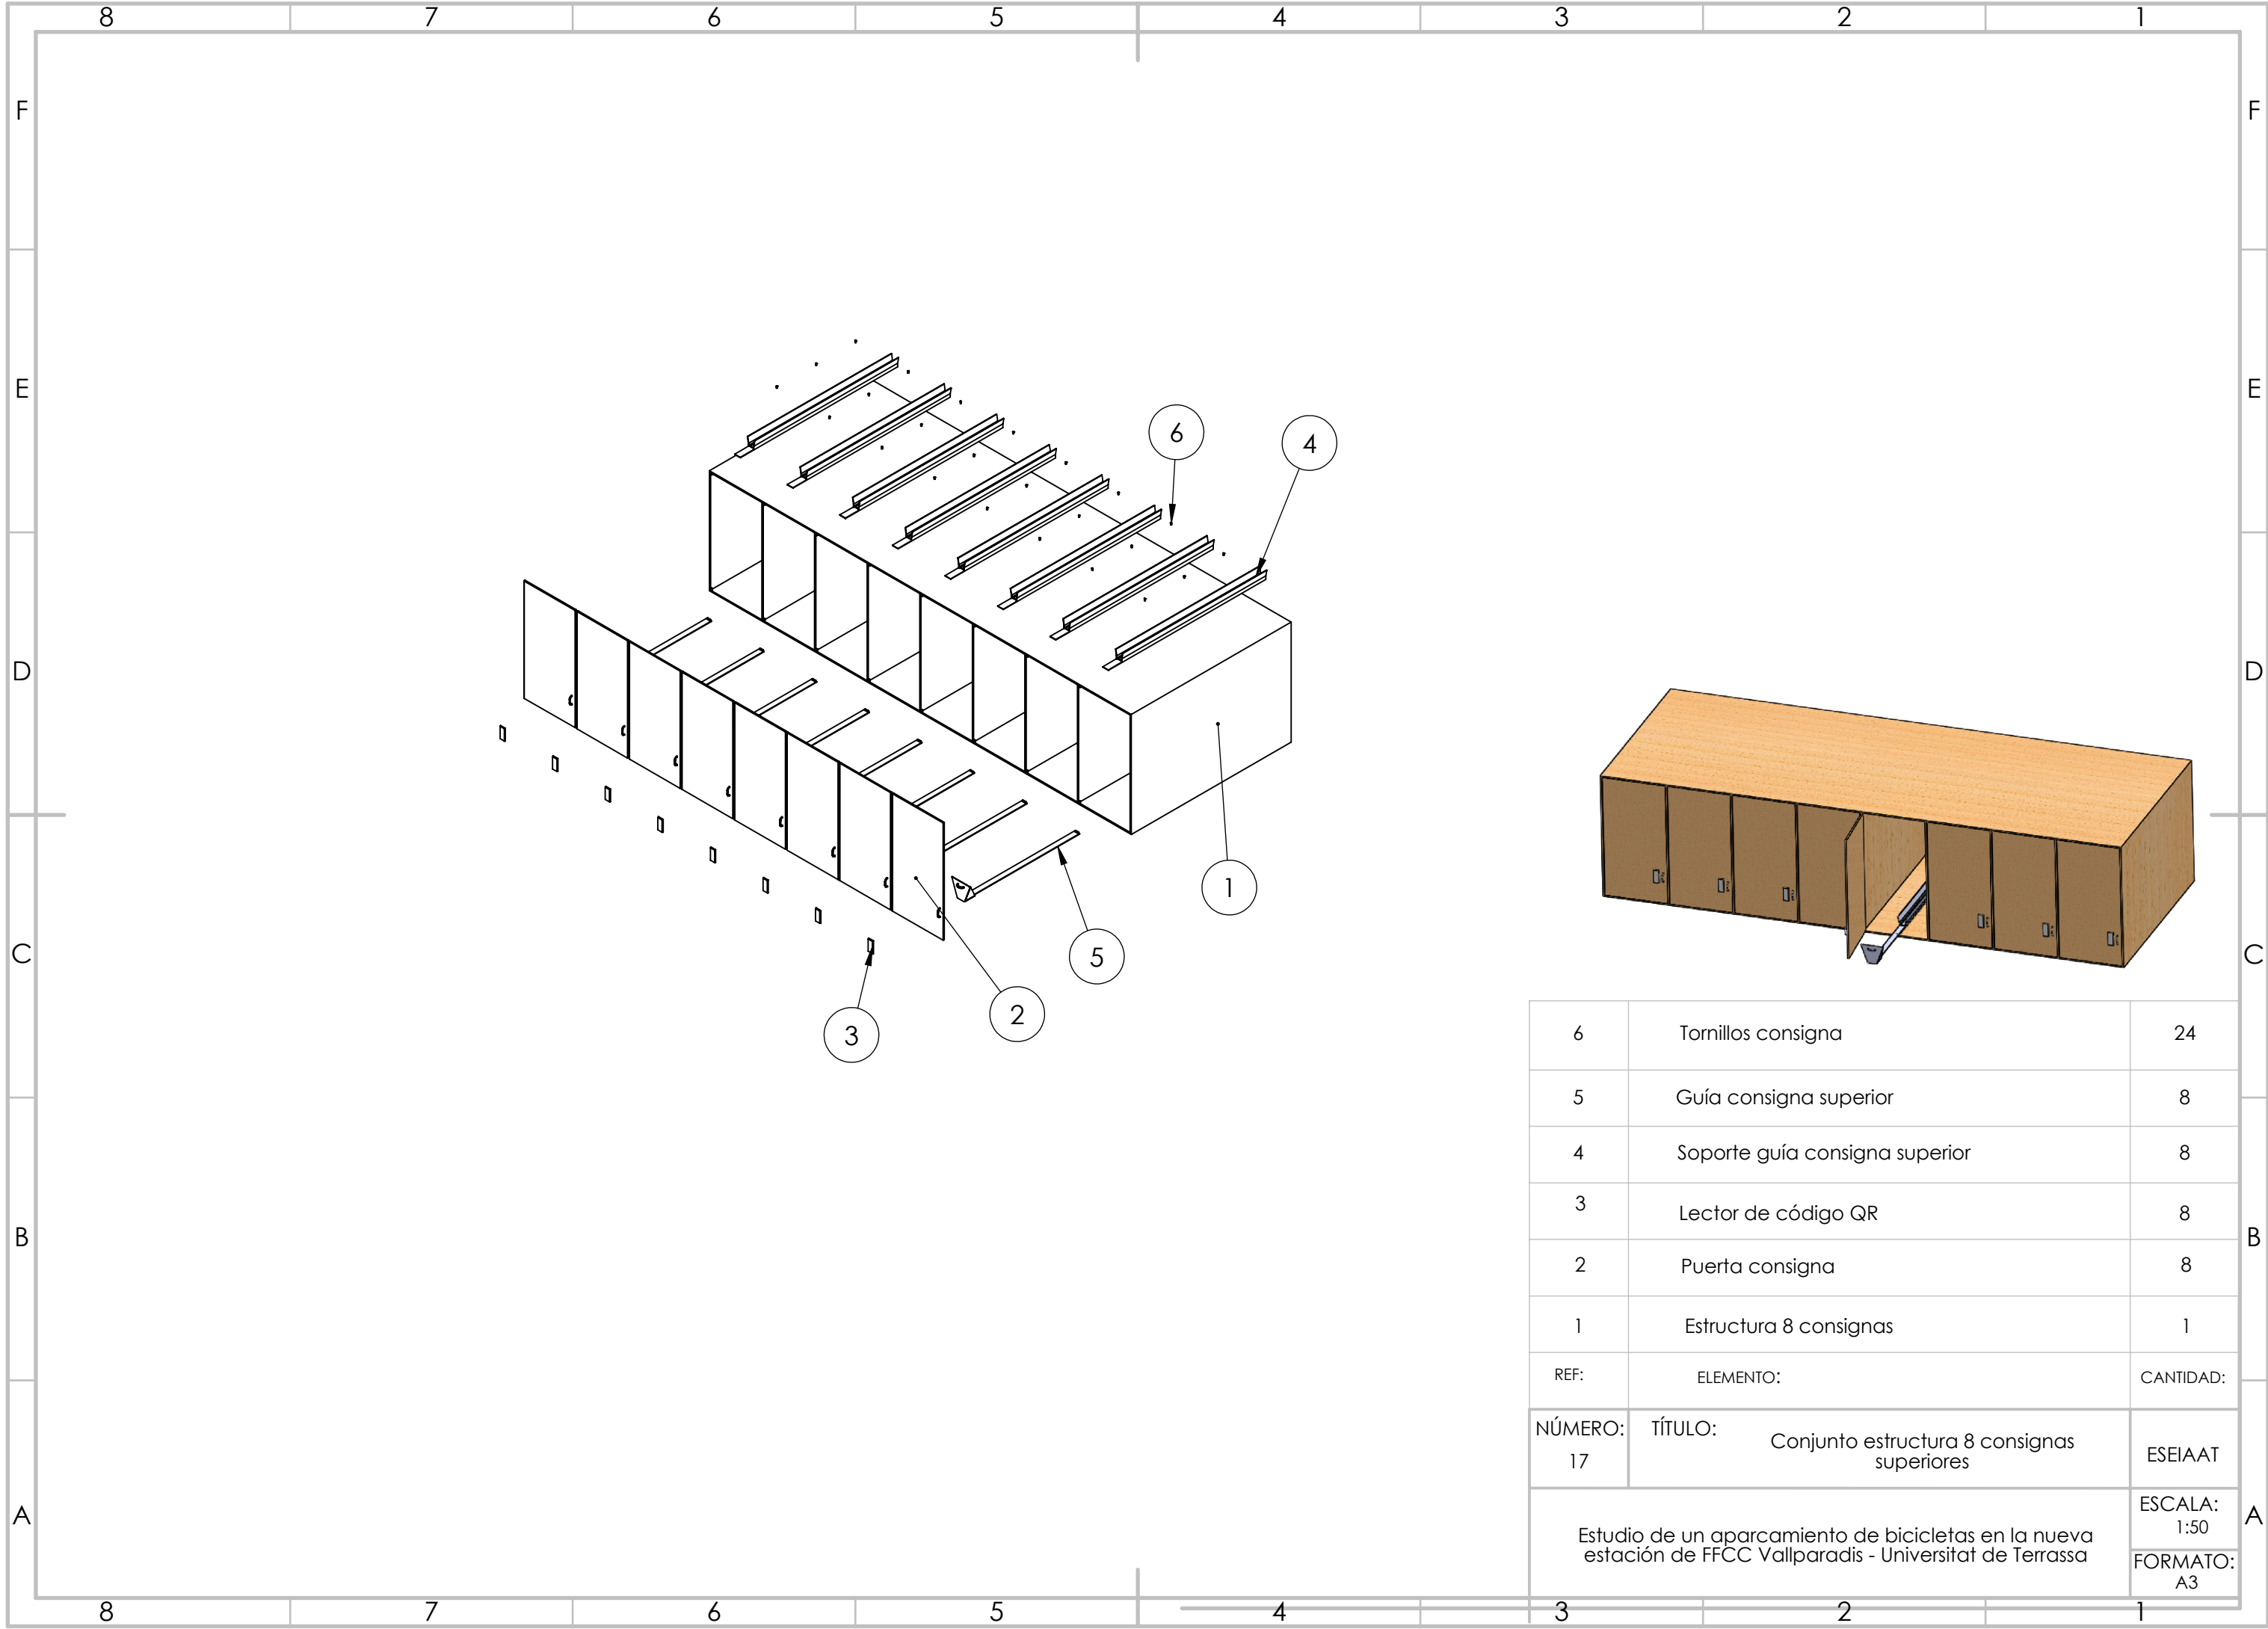 8 7 6 5 4 3 2 1
F F
E E
D D
C C
B B
A A
6
4
1
5
2
3
6 Tornillos consigna 24
5 Guía consigna superior 8
4 Soporte guía consigna superior 8
3 Lector de código QR 8
2 Puerta consigna 8
1 Estructura 8 consignas 1
REF: ELEMENTO: CANTIDAD:
NÚMERO: TÍTULO:
17
Conjunto estructura 8 consignas
superiores
ESEIAAT
Estudio de un aparcamiento de bicicletas en la nueva
estación de FFCC Vallparadis - Universitat de Terrassa
ESCALA:
1:50
FORMATO:
A3
8 7 6 5 4 3 2 1